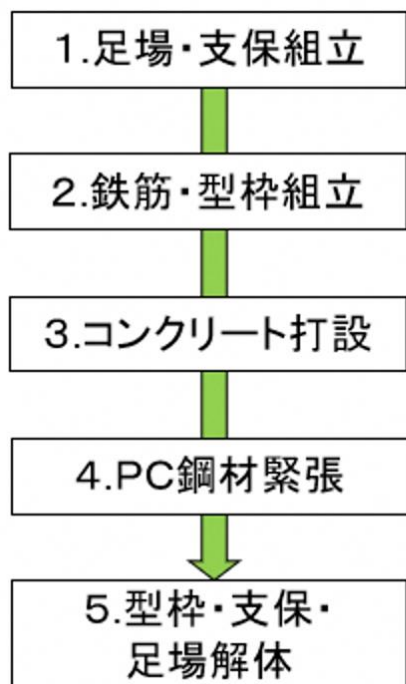 1.足場・支保組立
2.鉄筋・型枠組立
3.コンクリート打設
4.PC鋼材緊張
5.型枠・支保・
足場解体